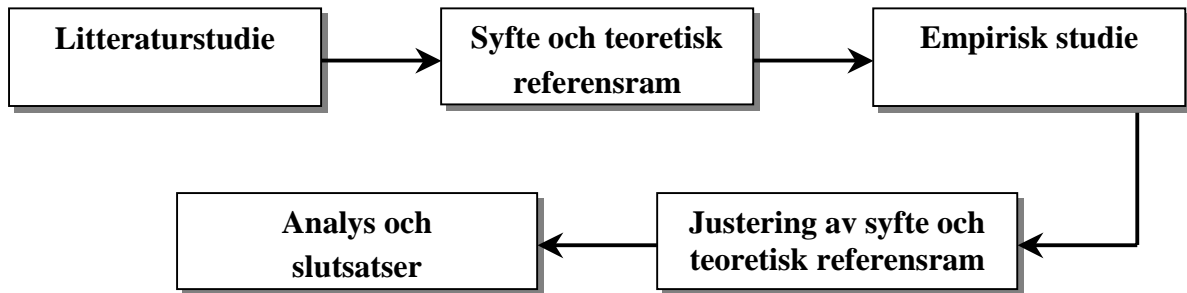 Litteraturstudie
Syfte och teoretisk
referensram
Empirisk studie
Justering av syfte och
teoretisk referensram
Analys och
slutsatser